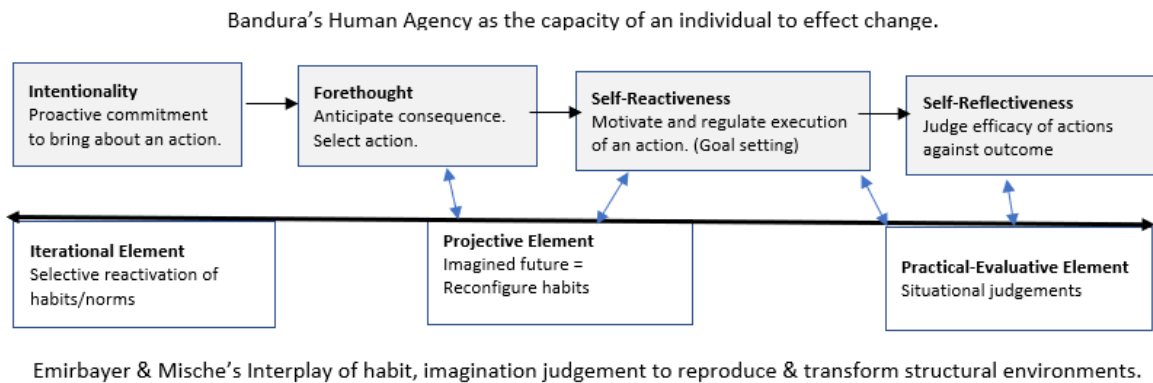 Bandura's Human Agency as the capacity of an individual to effect change.
Intentionality
Proactive commitment
to bring about an action.
Forethought
Anticipate consequence.
Select action.
Self-Reactiveness
Motivate and regulate execution
of an action. (Goal setting)
Self-Reflectiveness
Judge efficacy of actions
against outcome
Iterational Element
Selective reactivation of
habits/norms
Projective Element
Imagined future =
Reconfigure habits
Practical-Evaluative Element
Situational judgements
Emirbayer & Mische's Interplay of habit, imagination judgement to reproduce & transform structural environments.